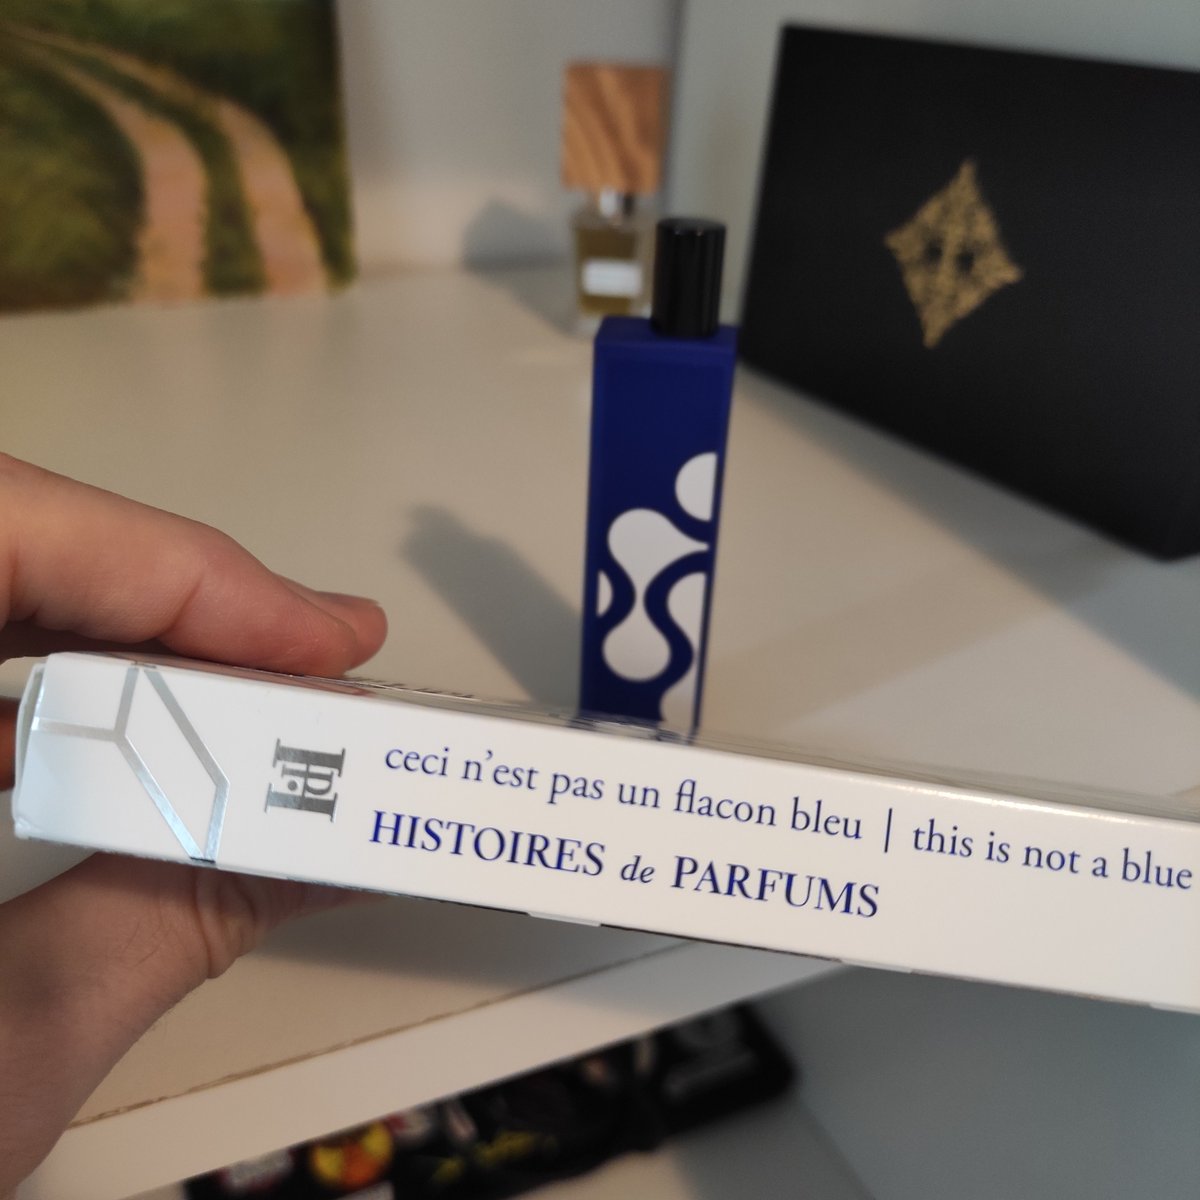 ceci n'est pas un flacon bleu | this is not a blue
HISTOIRES de PARFUMS